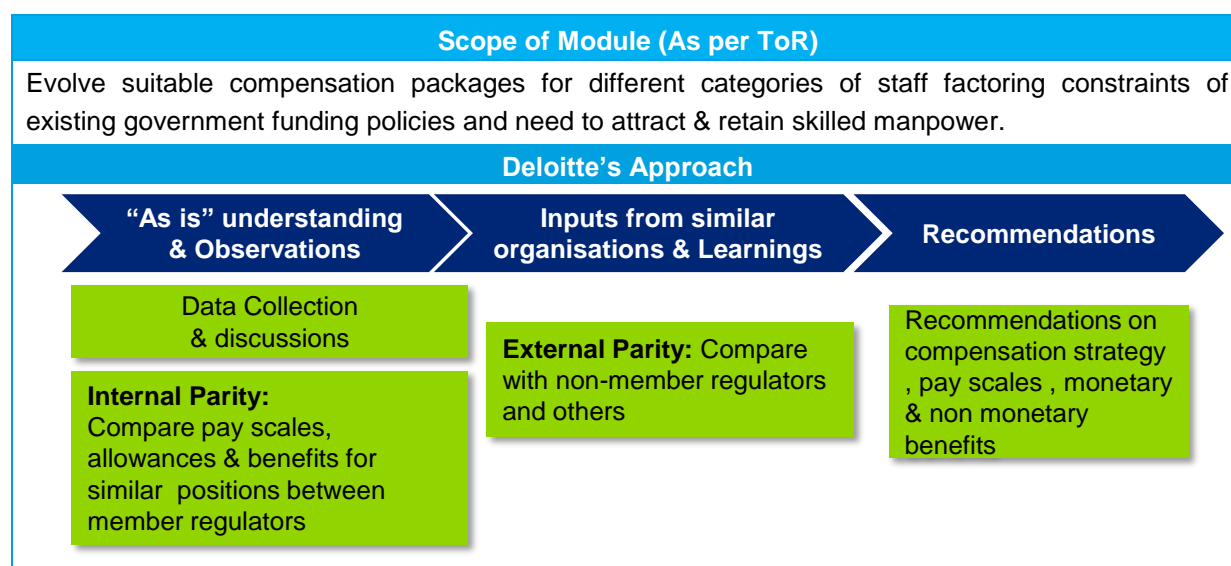 Scope of Module (As per ToR)
Evolve suitable compensation packages for different categories of staff factoring constraints of
existing government funding policies and need to attract & retain skilled manpower.
Deloitte’s Approach
“As is” understanding
& Observations
Inputs from similar
organisations & Learnings
Recommendations
Data Collection
& discussions
Internal Parity:
Compare pay scales,
allowances & benefits for
similar positions between
member regulators
External Parity: Compare
with non-member regulators
and others
Recommendations on
compensation strategy
, pay scales , monetary
& non monetary
benefits